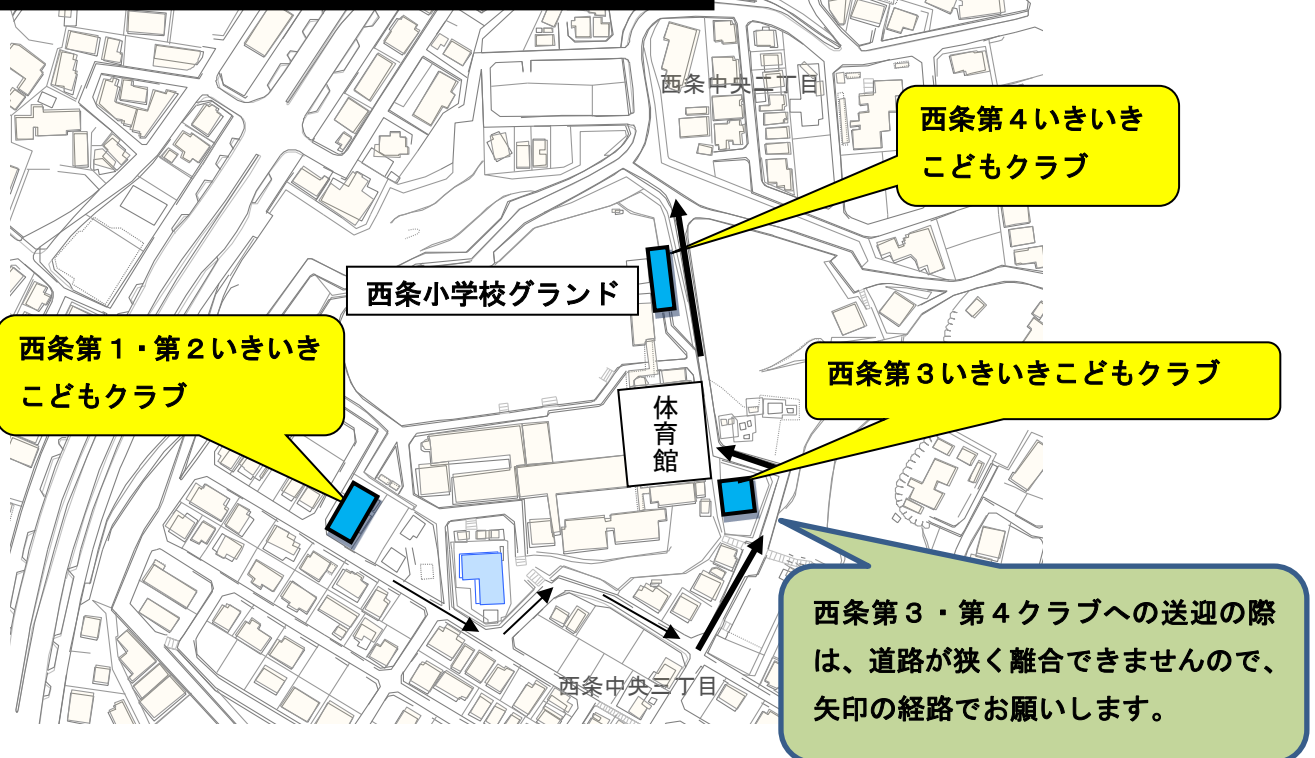 西条中央二丁目
西条第４いきいき
こどもクラブ
西条小学校グランド
西条第１・第２いきいき
こどもクラブ
西条第３いきいきこどもクラブ
体育館
西条第３・第４クラブへの送迎の際
は、道路が狭く離合できませんので、
矢印の経路でお願いします。
西条中央三丁目